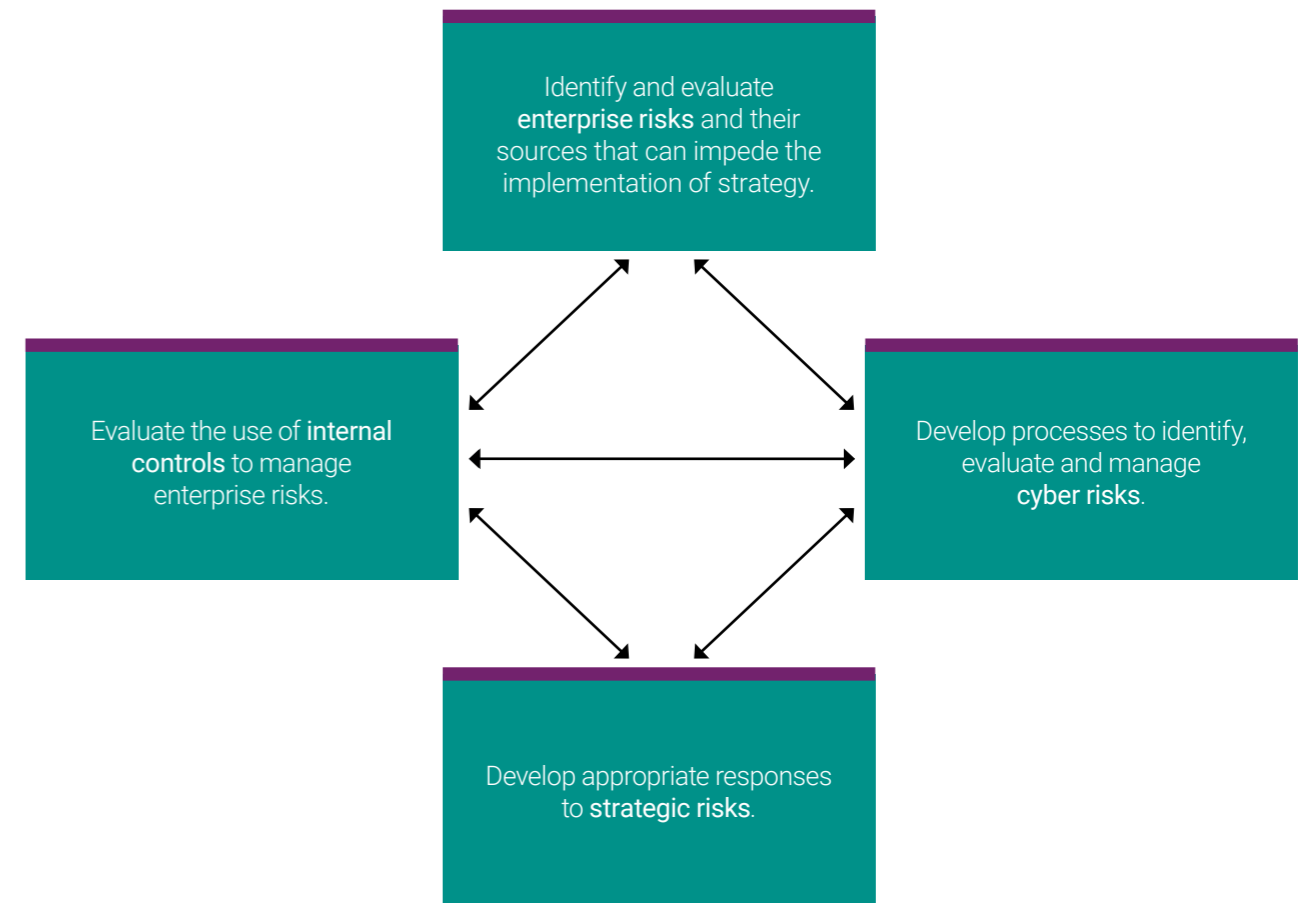 Identify and evaluate
enterprise risks and their
sources that can impede the
implementation of strategy.
Evaluate the use of internal
controls to manage
enterprise risks.
Develop processes to identify,
evaluate and manage
cyber risks.
Develop appropriate responses
to strategic risks.